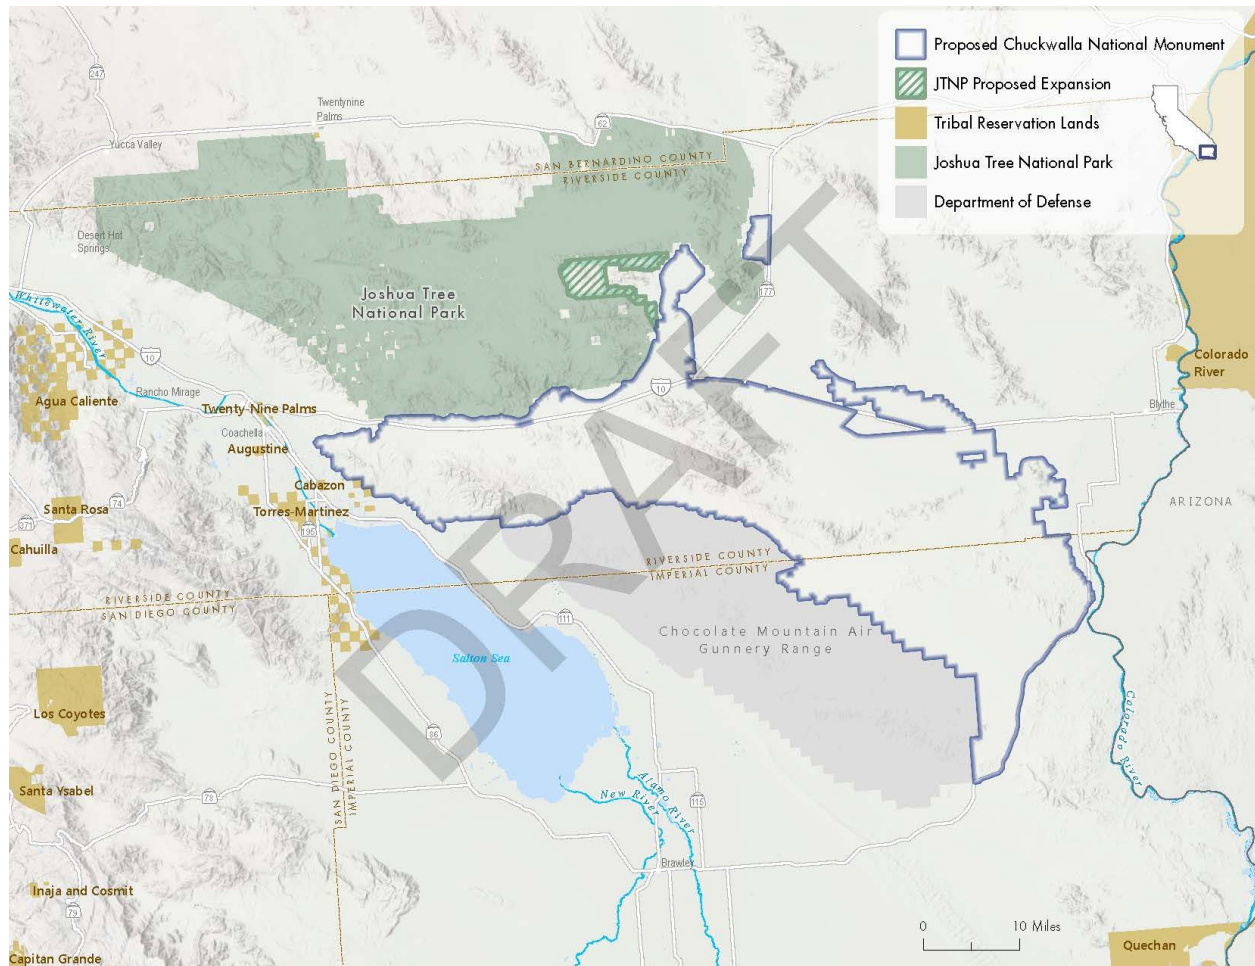 Proposed Chuckwalla National Monument
JTNP Proposed Expansion
Tribal Reservation Lands
Joshua Tree National Park
Department of Defense
247
Twentynine
Palms
62
Yucca Valley
SAN BERNARDINO COUNTY
RIVERSIDE COUNTY
Desert Hot
Springs
Joshua Tree
National Park
177
Whitewater River
10
10
Colorado
River
Rancho Mirage
Agua Caliente
Twenty-Nine Palms
Blythe
Coachella
Augustine
Cabazon
Santa Rosa
74
Torres-Martinez
ARIZONA
371
195
Cahuilla
RIVERSIDE COUNTY
IMPERIAL COUNTY
RIVERSIDE COUNTY
SAN DIEGO COUNTY
111
Chocolate Mountain Air
Gunnery Range
Salton Sea
Los Coyotes
SAN DIEGO COUNTY
IMPERIAL COUNTY
86
Colorado River
Santa Ysabel
78
New River
Alamo River
115
Brawley
Inaja and Cosmit
79
0 10 Miles
Quechan
Capitan Grande
DRAFT